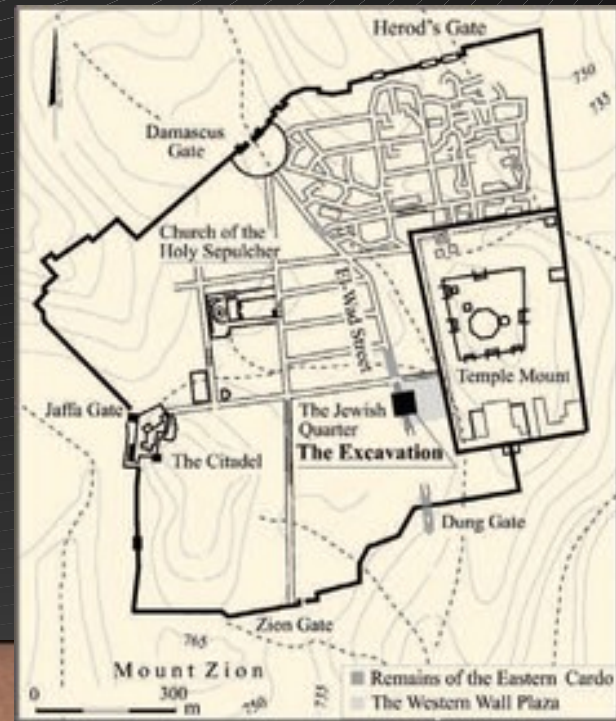 Herod's Gate
750
735
Damascus
Gate
Church of the
Holy Sepulcher
El-Wad Street
Temple Mount
Jaffa Gate
The Jewish
Quarter
The Excavation
The Citadel
Dung Gate
Zion Gate
765
Mount Zion
0 300
m
750
735
Remains of the Eastern Cardo
The Western Wall Plaza